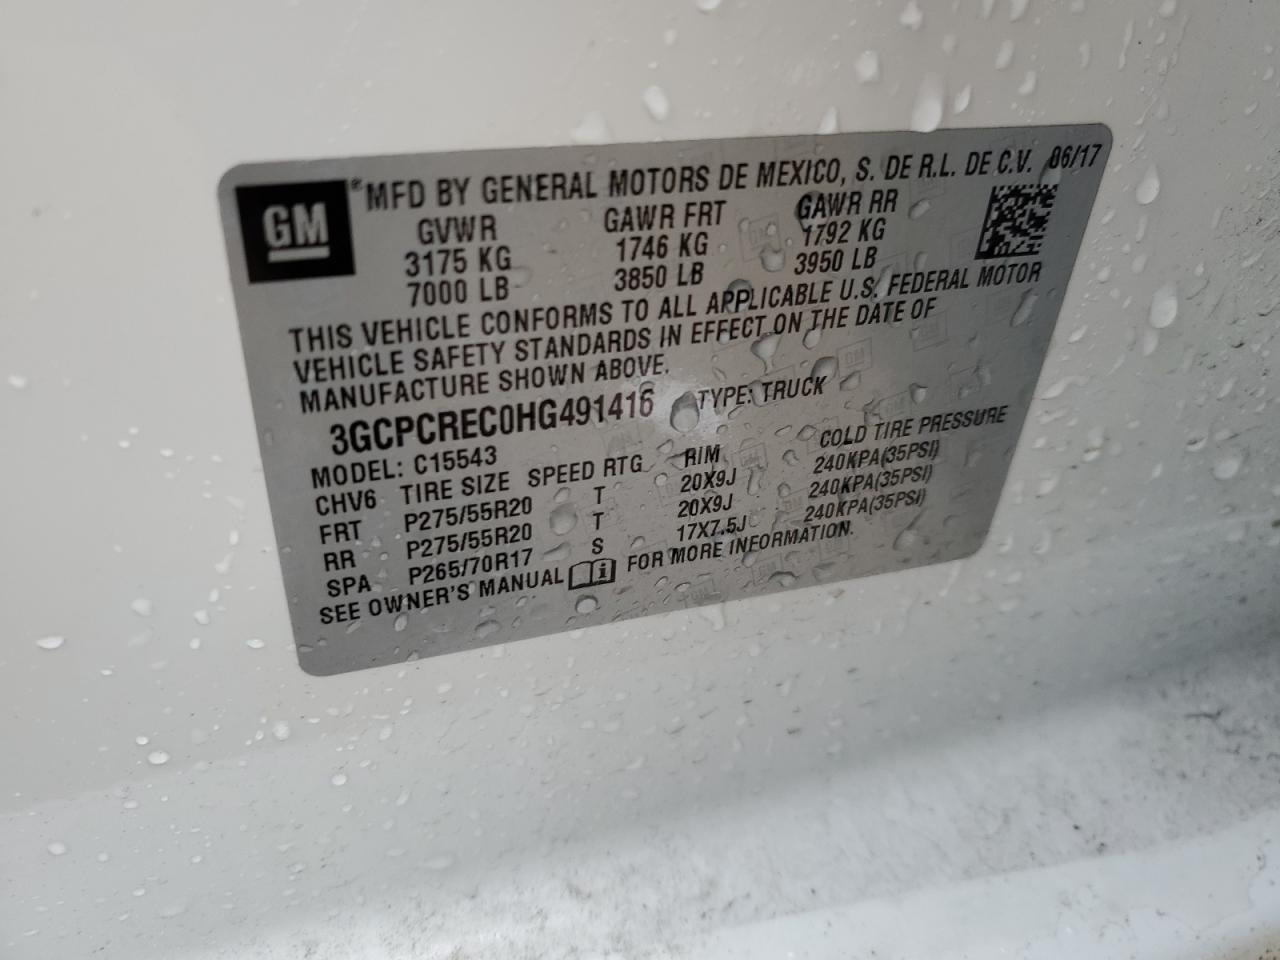 GM
®MFD BY GENERAL MOTORS DE MEXICO, S. DE R.L. DE C.V. 06/17
GVWR GAWR FRT GAWR RR
3175 KG 1746 KG 1792 KG
7000 LB 3850 LB 3950 LB
THIS VEHICLE CONFORMS TO ALL APPLICABLE U.S. FEDERAL MOTOR
VEHICLE SAFETY STANDARDS IN EFFECT ON THE DATE OF
MANUFACTURE SHOWN ABOVE.
3GCPCREC0HG491416 TYPE: TRUCK
MODEL: C15543
CHV6 TIRE SIZE SPEED RTG RIM COLD TIRE PRESSURE
FRT P275/55R20 T 20X9J 240KPA(35PSI)
RR P275/55R20 T 20X9J 240KPA(35PSI)
SPA P265/70R17 S 17X7.5J 240KPA(35PSI)
SEE OWNER'S MANUAL i FOR MORE INFORMATION.